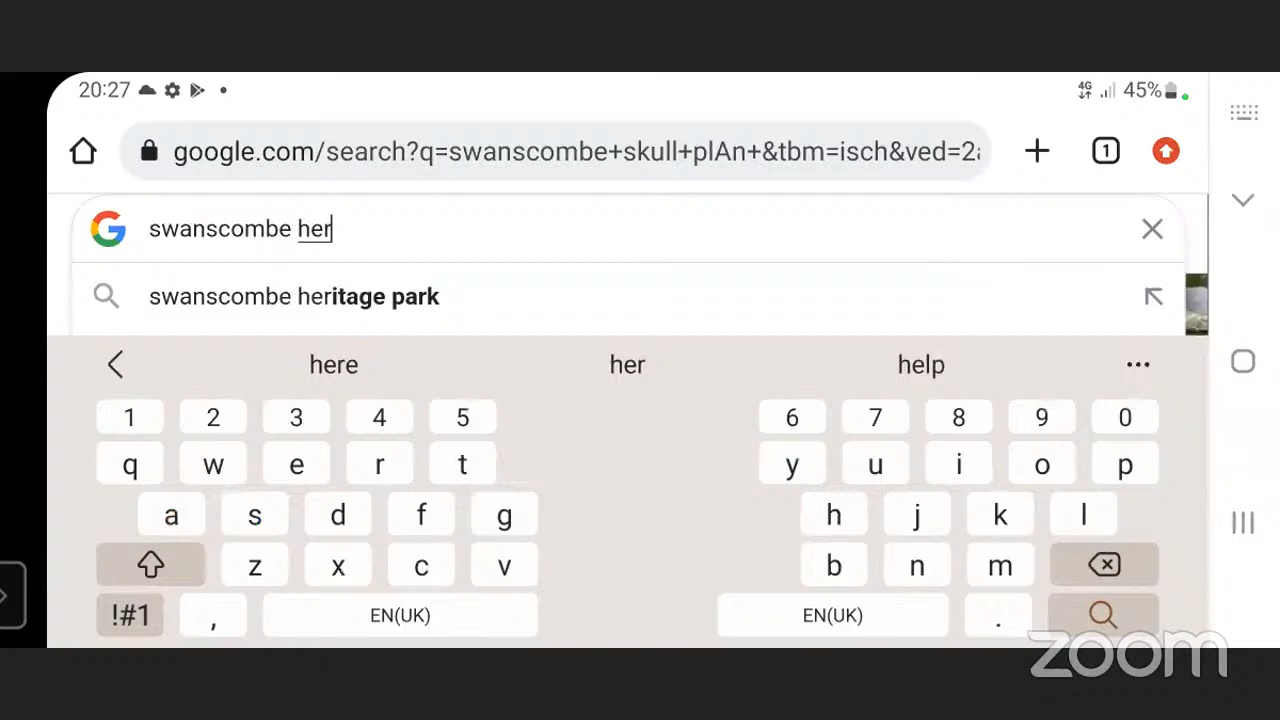 20:27 4G 45%
google.com/search?q=swanscombe+skull+plAn+&tbm=isch&ved=2
1
swanscombe her
swanscombe heritage park
here her help
1 2 3 4 5 6 7 8 9 0
q w e r t y u i o p
a s d f g h j k l
z x c v b n m
!#1 , EN(UK) EN(UK) .
zoom